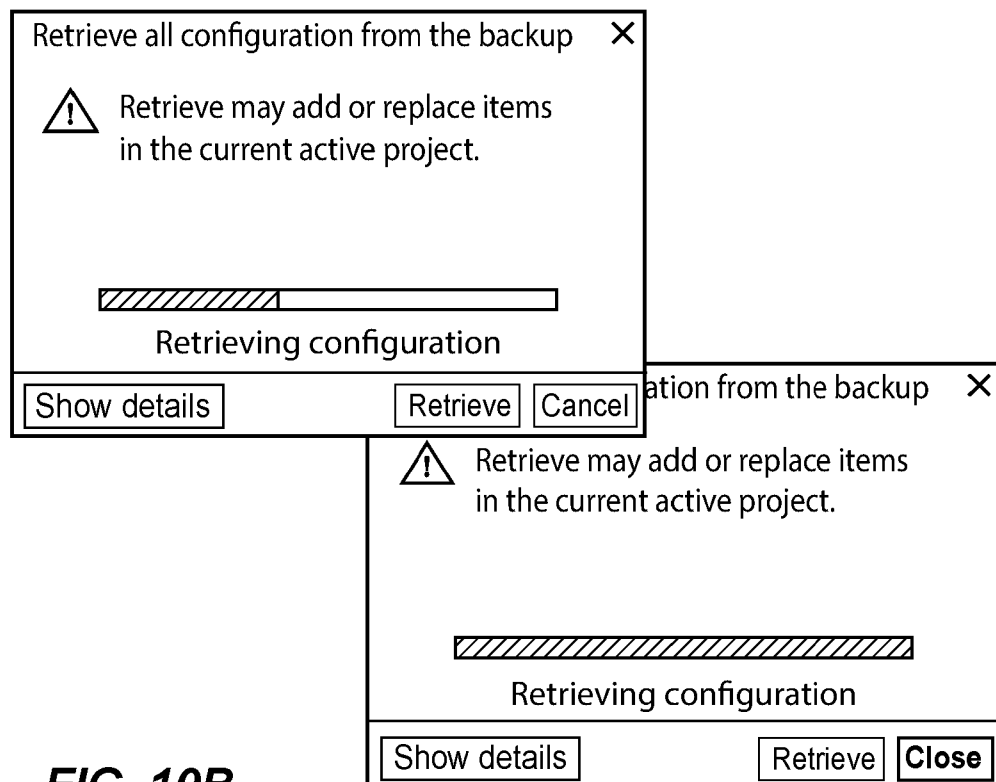 Retrieve all configuration from the backup
Retrieve may add or replace items
in the current active project.
Retrieving configuration
Show details
Retrieve
Cancel
ation from the backup
Retrieve may add or replace items
in the current active project.
Retrieving configuration
Show details
Retrieve
Close
FIG. 10B